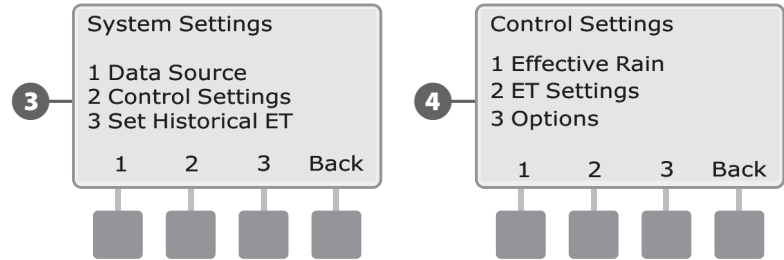 3
System Settings
1 Data Source
2 Control Settings
3 Set Historical ET
1 2 3 Back
4
Control Settings
1 Effective Rain
2 ET Settings
3 Options
1 2 3 Back